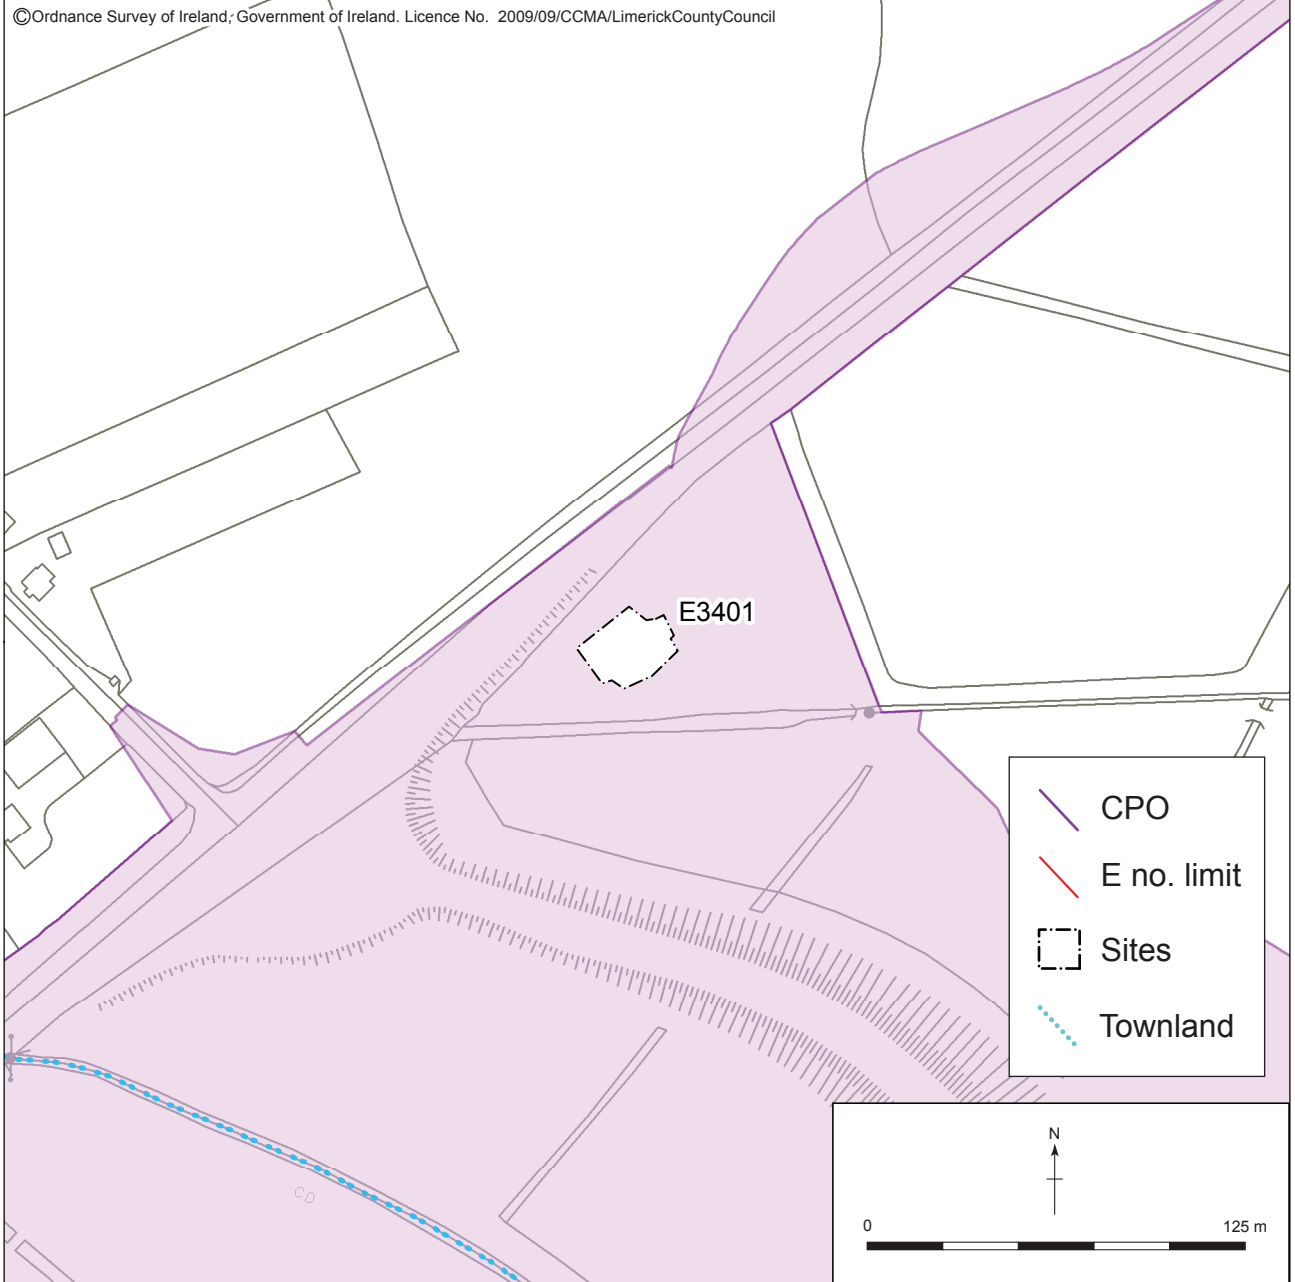 ©Ordnance Survey of Ireland, Government of Ireland. Licence No. 2009/09/CCMA/LimerickCountyCouncil
E3401
CPO
E no. limit
Sites
Townland
CD
N
0 125 m